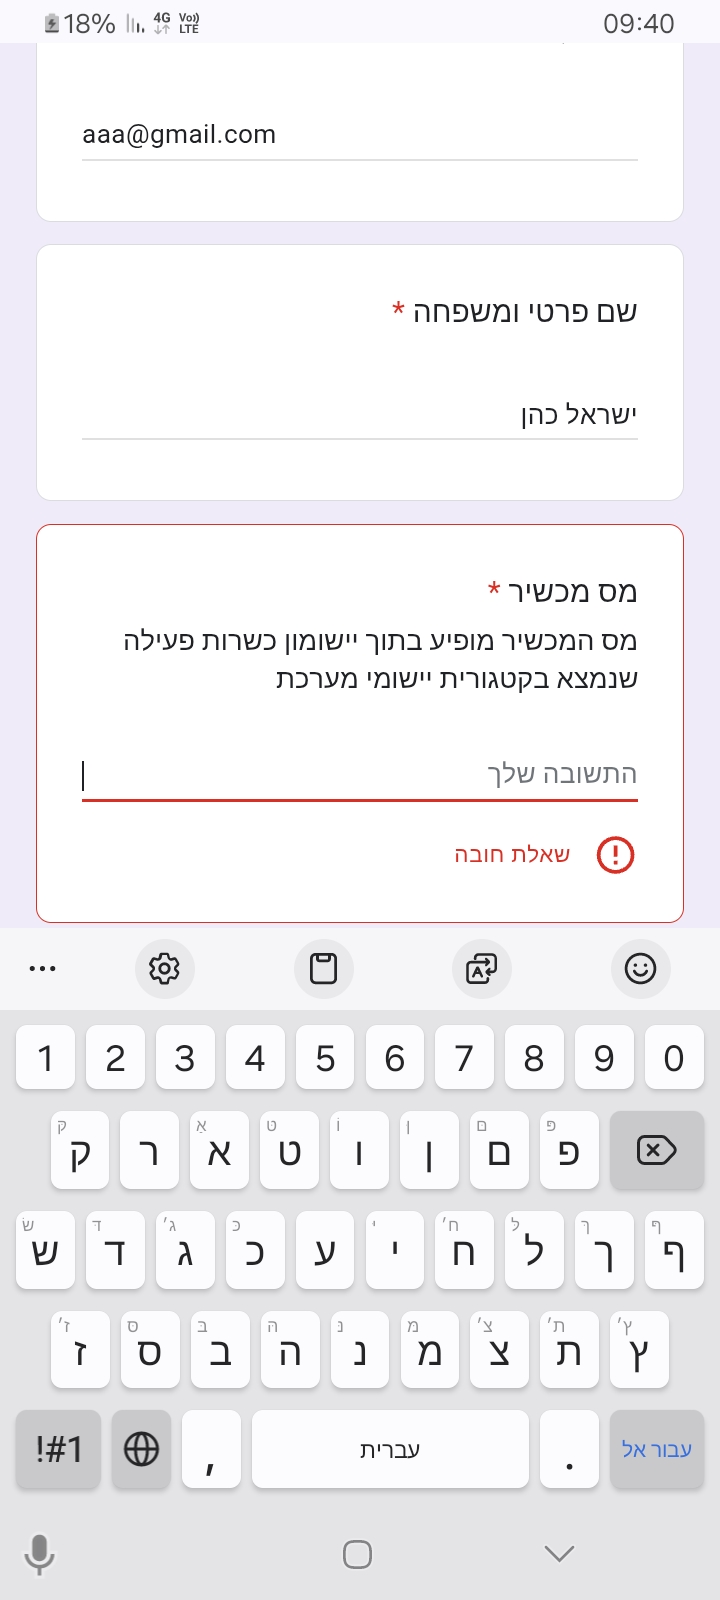 18% 4G Vo)) LTE 09:40
aaa@gmail.com
שם פרטי ומשפחה *
ישראל כהן
מס מכשיר *
מס המכשיר מופיע בתוך יישומון כשרות פעילה
שנמצא בקטגורית יישומי מערכת
התשובה שלך
שאלת חובה
1 2 3 4 5 6 7 8 9 0
ק ר א ט ו ן ם פ
ש ד ג כ ע י ח ל ך ף
ז ס ב ה נ מ צ ת ץ
!#1 , עברית . עבור אל